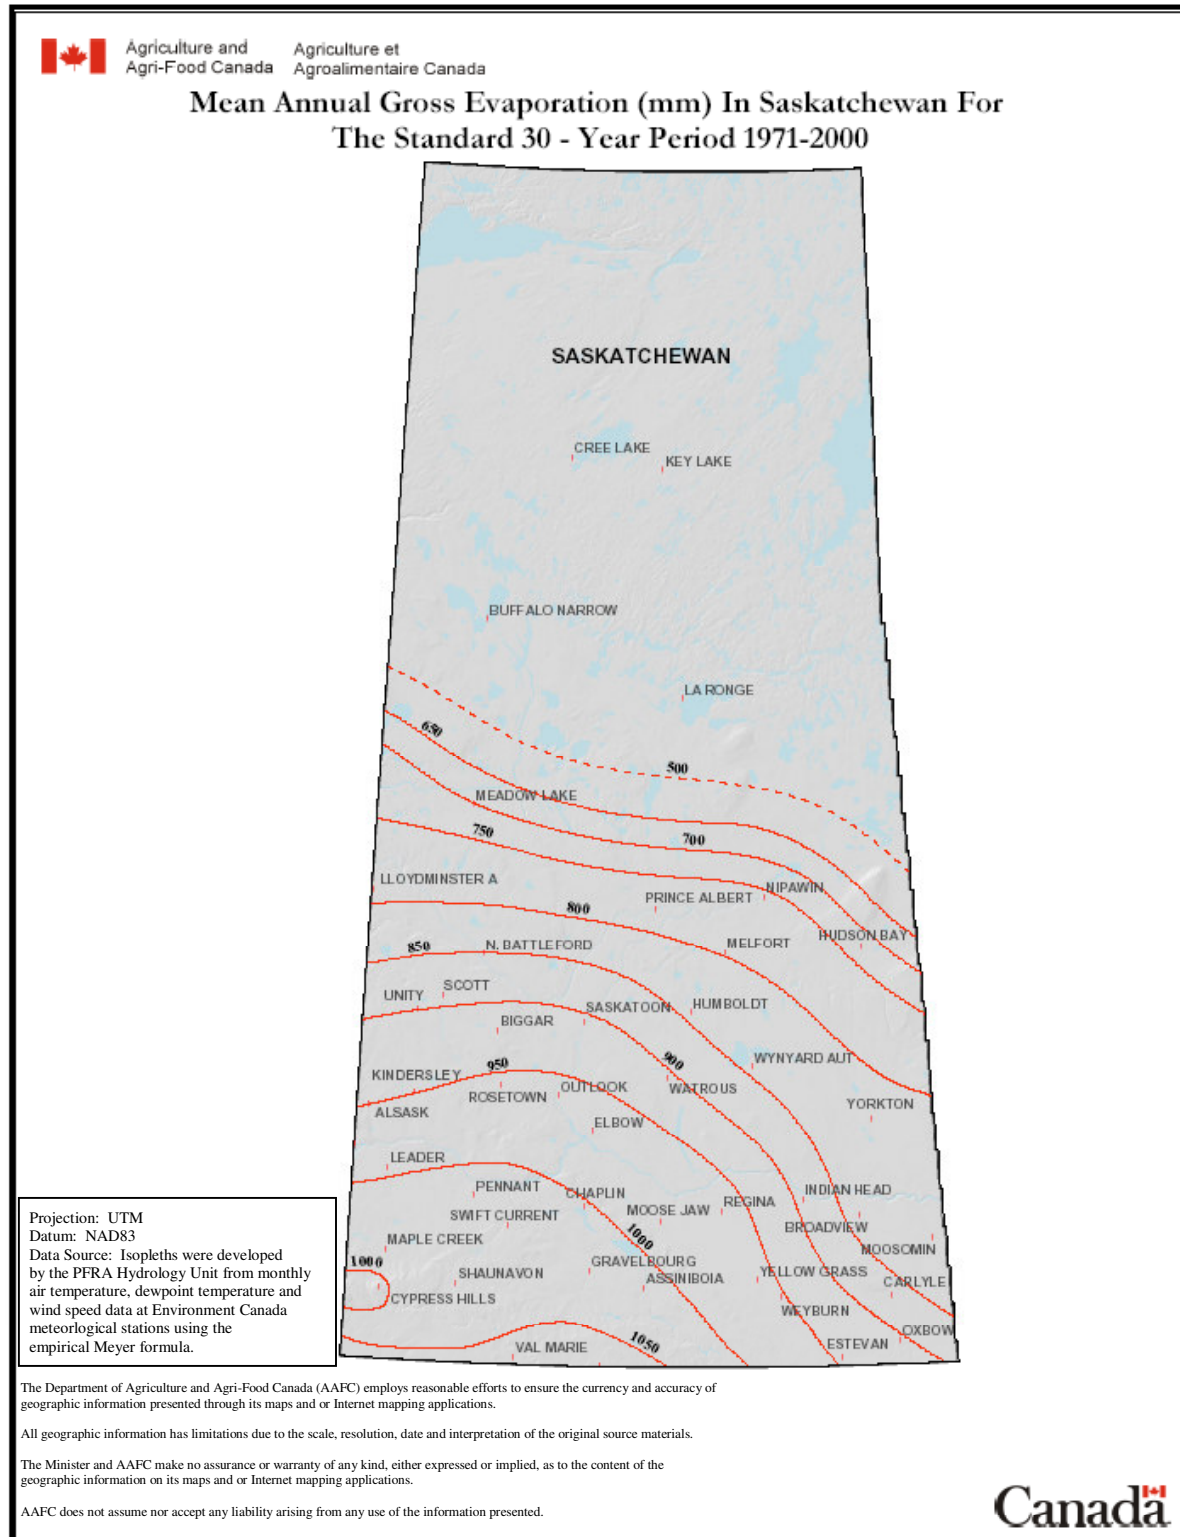 Agriculture and
Agri-Food Canada
Agriculture et
Agroalimentaire Canada
Mean Annual Gross Evaporation (mm) In Saskatchewan For
The Standard 30 - Year Period 1971-2000
SASKATCHEWAN
CREE LAKE
KEY LAKE
BUFFALO NARROW
LA RONGE
650
500
MEADOW LAKE
750
700
LLOYDMINSTER A
NIPAWIN
PRINCE ALBERT
800
HUDSON BAY
850
N. BATTLEFORD
MELFORT
SCOTT
UNITY
SASKATOON
HUMBOLDT
BIGGAR
900
WYNYARD AUT
950
KINDERSLEY
OUTLOOK
WATROUS
ROSETOWN
YORKTON
ALSASK
ELBOW
LEADER
PENNANT
CHAPLIN
INDIAN HEAD
REGINA
MOOSE JAW
SWIFT CURRENT
BROADVIEW
1000
MAPLE CREEK
MOOSOMIN
1000
GRAVELBOURG
SHAUNAVON
ASSINIBOIA
YELLOW GRASS
CARLYLE
CYPRESS HILLS
WEYBURN
OXBOW
1050
VAL MARIE
ESTEVAN
Projection: UTM
Datum: NAD83
Data Source: Isopleths were developed
by the PFRA Hydrology Unit from monthly
air temperature, dewpoint temperature and
wind speed data at Environment Canada
meteorlogical stations using the
empirical Meyer formula.
The Department of Agriculture and Agri-Food Canada (AAFC) employs reasonable efforts to ensure the currency and accuracy of
geographic information presented through its maps and or Internet mapping applications.
All geographic information has limitations due to the scale, resolution, date and interpretation of the original source materials.
The Minister and AAFC make no assurance or warranty of any kind, either expressed or implied, as to the content of the
geographic information on its maps and or Internet mapping applications.
AAFC does not assume nor accept any liability arising from any use of the information presented.
Canada